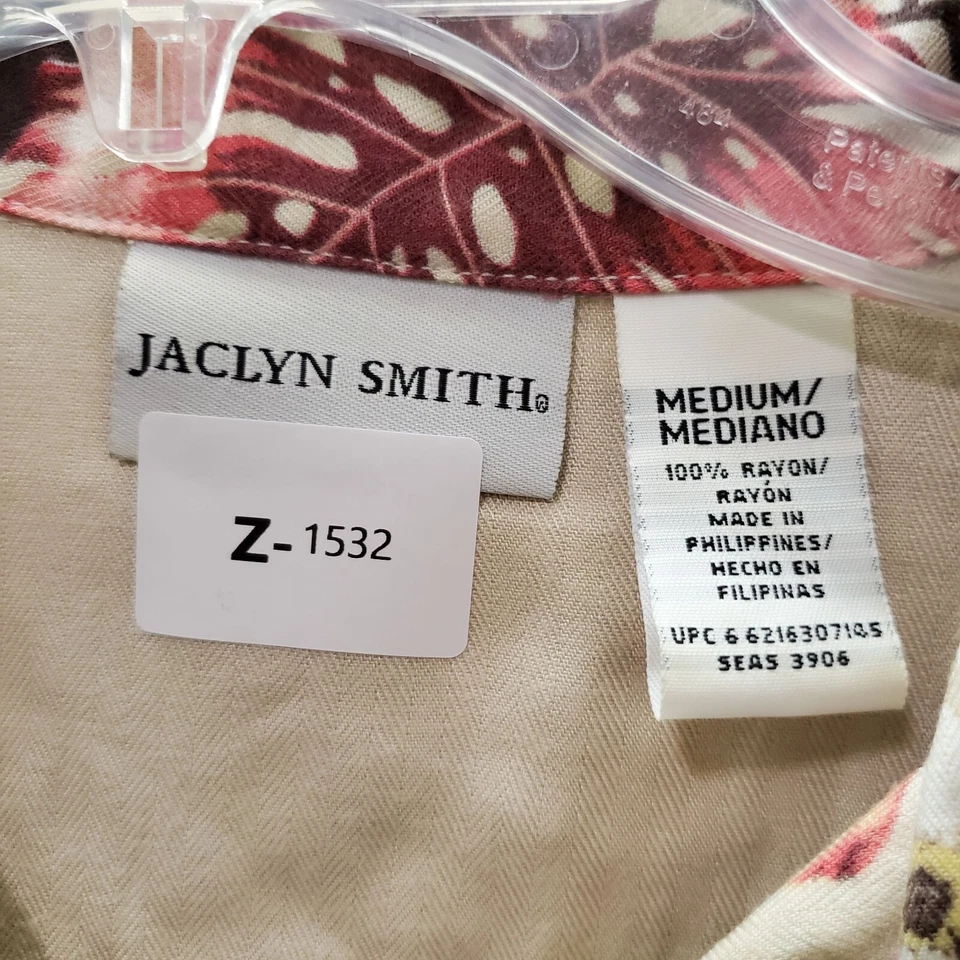 464
JACLYN SMITH®
Z-1532
MEDIUM/
MEDIANO
100% RAYON/
RAYÓN
MADE IN
PHILIPPINES/
HECHO EN
FILIPINAS
UPC 6 6216307145
SEAS 3906